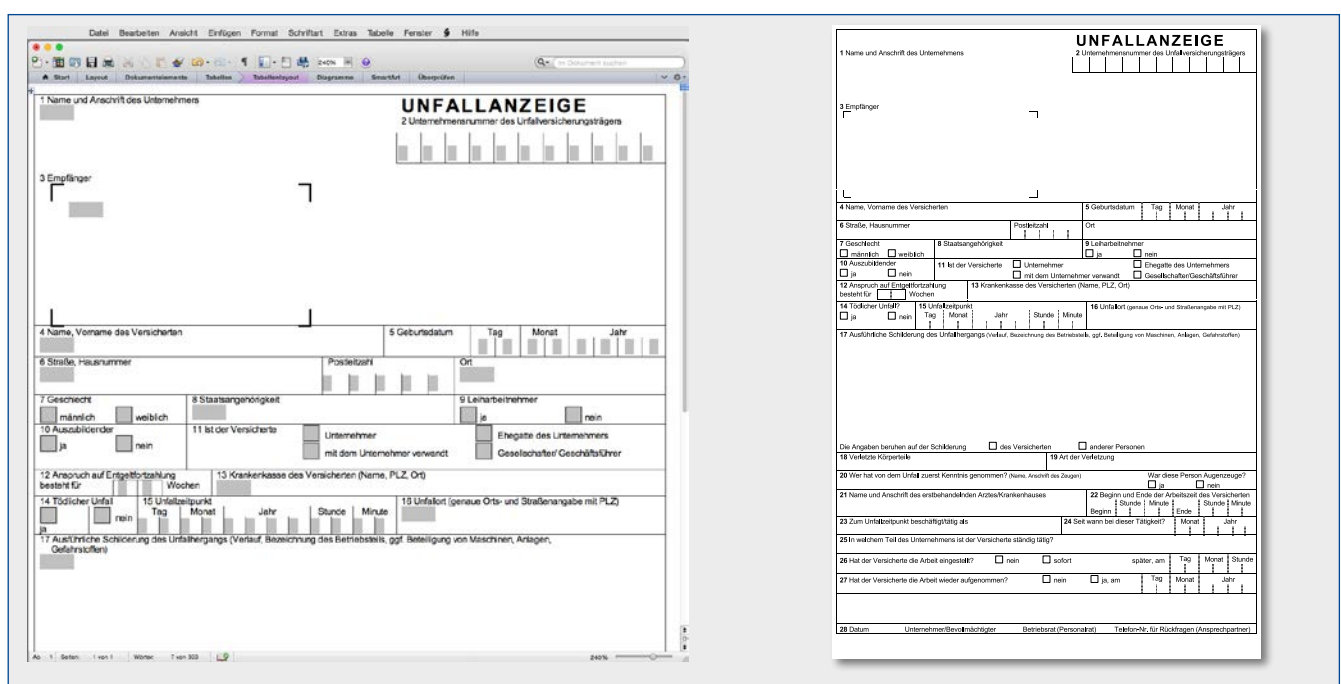 Datei Bearbeiten Ansicht Einfügen Format Schriftart Extras Tabelle Fenster Hilfe
240% In Dokument suchen
Start Layout Dokumentelemente Tabellen Tabellenlayout Diagramme SmartArt Überprüfen
1 Name und Anschrift des Unternehmers
UNFALLANZEIGE
2 Unternehmensnummer des Unfallversicherungsträgers
3 Empfänger
4 Name, Vorname des Versicherten 5 Geburtsdatum Tag Monat Jahr
6 Straße, Hausnummer Postleitzahl Ort
7 Geschlecht 8 Staatsangehörigkeit 9 Leiharbeitnehmer
männlich weiblich ja nein
10 Auszubildender 11 Ist der Versicherte Unternehmer Ehegatte des Unternehmers
ja nein mit dem Unternehmer verwandt Gesellschafter/Geschäftsführer
12 Anspruch auf Entgeltfortzahlung 13 Krankenkasse des Versicherten (Name, PLZ, Ort)
besteht für Wochen
14 Tödlicher Unfall 15 Unfallzeitpunkt 16 Unfallort (genaue Orts- und Straßenangabe mit PLZ)
nein Tag Monat Jahr Stunde Minute
ja
17 Ausführliche Schilderung des Unfallhergangs (Verlauf, Bezeichnung des Betriebsteils, ggf. Beteiligung von Maschinen, Anlagen,
Gefahrstoffen)
1 Seiten: 1 von 1 Wörter: 7 von 303 240%
UNFALLANZEIGE
1 Name und Anschrift des Unternehmens 2 Unternehmensnummer des Unfallversicherungsträgers
3 Empfänger
4 Name, Vorname des Versicherten 5 Geburtsdatum Tag Monat Jahr
6 Straße, Hausnummer Postleitzahl Ort
7 Geschlecht 8 Staatsangehörigkeit 9 Leiharbeitnehmer
männlich weiblich ja nein
10 Auszubildender 11 Ist der Versicherte Unternehmer Ehegatte des Unternehmers
ja nein mit dem Unternehmer verwandt Gesellschafter/Geschäftsführer
12 Anspruch auf Entgeltfortzahlung 13 Krankenkasse des Versicherten (Name, PLZ, Ort)
besteht für Wochen
14 Tödlicher Unfall? 15 Unfallzeitpunkt 16 Unfallort (genaue Orts- und Straßenangabe mit PLZ)
ja nein Tag Monat Jahr Stunde Minute
17 Ausführliche Schilderung des Unfallhergangs (Verlauf, Bezeichnung des Betriebsteils, ggf. Beteiligung von Maschinen, Anlagen, Gefahrstoffen)
Die Angaben beruhen auf der Schilderung des Versicherten anderer Personen
18 Verletzte Körperteile 19 Art der Verletzung
20 Wer hat von dem Unfall zuerst Kenntnis genommen? (Name, Anschrift des Zeugen) War diese Person Augenzeuge?
ja nein
21 Name und Anschrift des erstbehandelnden Arztes/Krankenhauses 22 Beginn und Ende der Arbeitszeit des Versicherten
Stunde Minute Stunde Minute
Beginn Ende
23 Zum Unfallzeitpunkt beschäftigt/tätig als 24 Seit wann bei dieser Tätigkeit? Monat Jahr
25 In welchem Teil des Unternehmens ist der Versicherte ständig tätig?
26 Hat der Versicherte die Arbeit eingestellt? nein sofort später, am Tag Monat Stunde
27 Hat der Versicherte die Arbeit wieder aufgenommen? nein ja, am Tag Monat Jahr
28 Datum Unternehmer/Bevollmächtigter Betriebsrat (Personalrat) Telefon-Nr. für Rückfragen (Ansprechpartner)